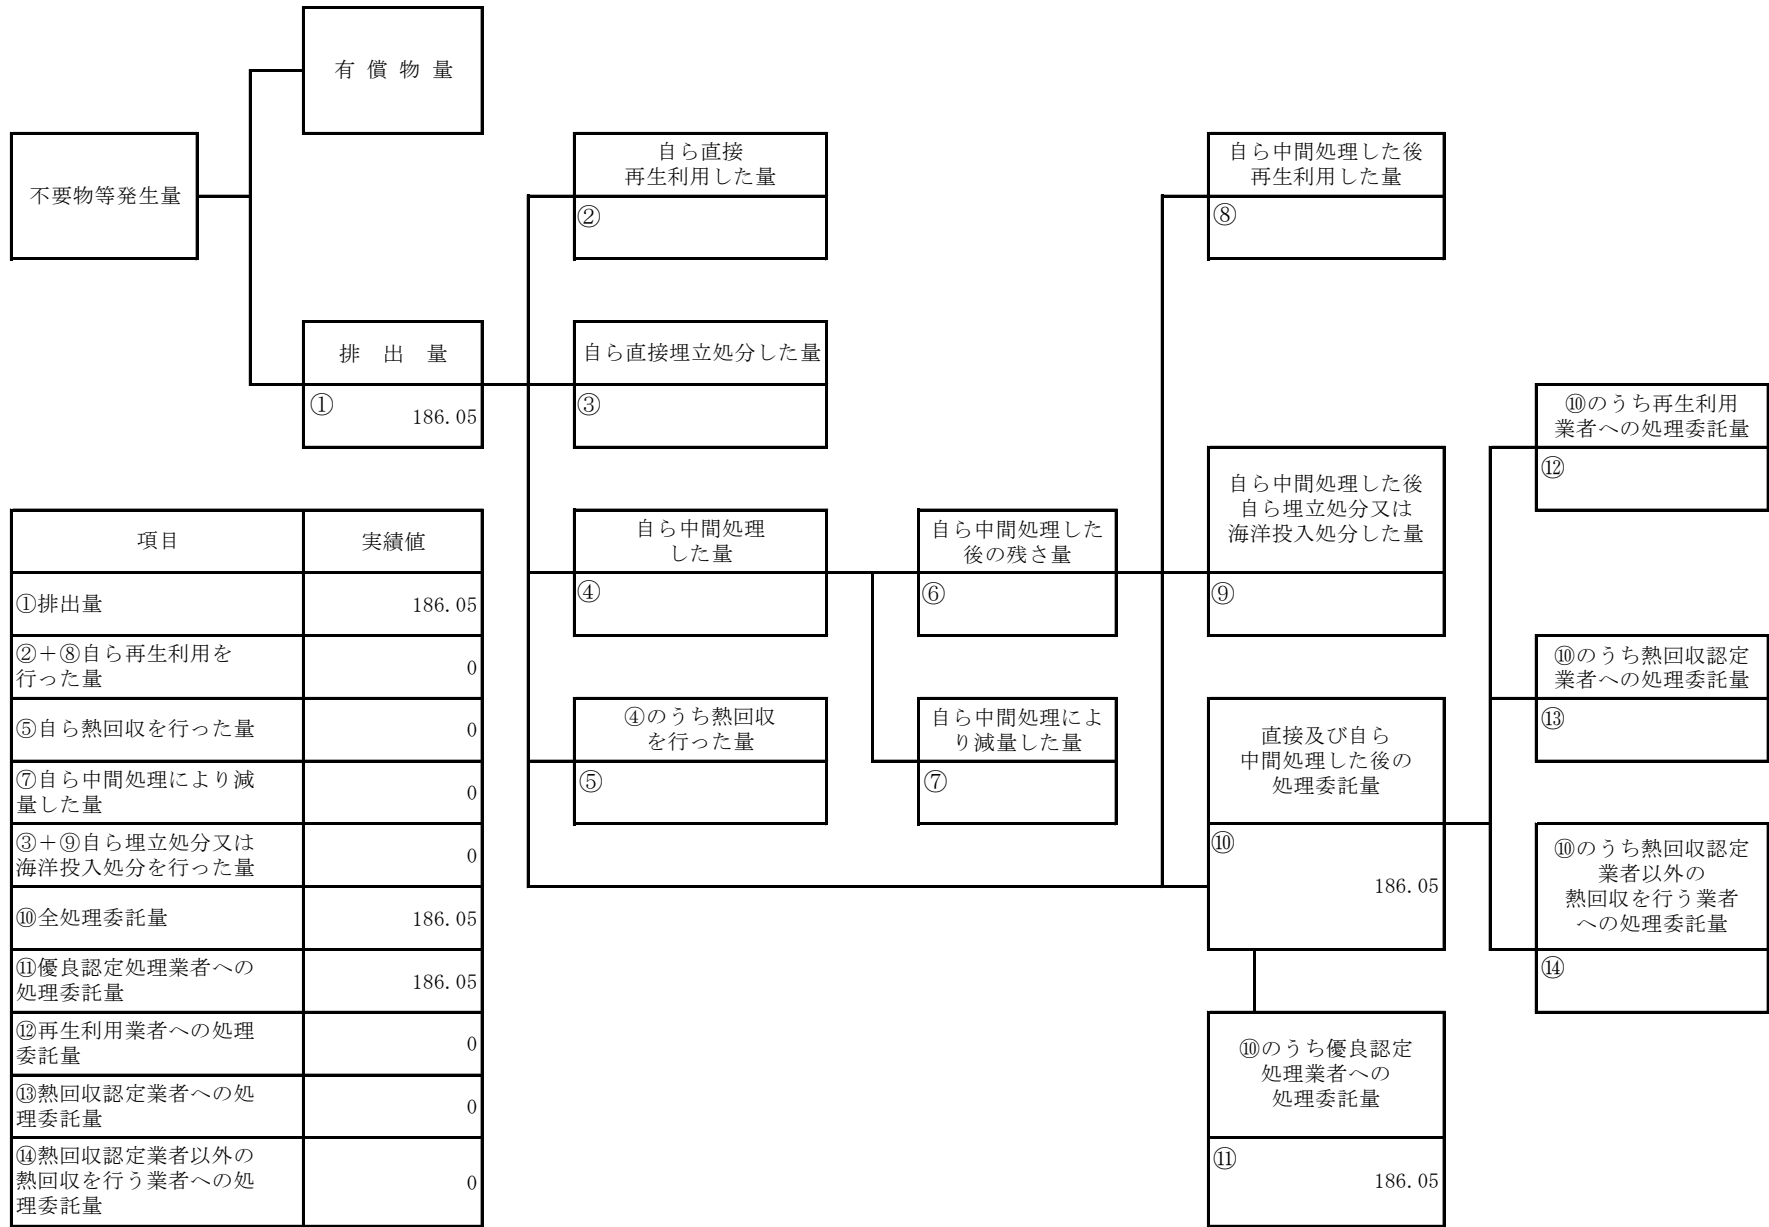 有 償 物 量
不要物等発生量
排 出 量
①
186.05
自ら直接
再生利用した量
②
自ら直接埋立処分した量
③
自ら中間処理
した量
④
④のうち熱回収
を行った量
⑤
自ら中間処理した
後の残さ量
⑥
自ら中間処理によ
り減量した量
⑦
自ら中間処理した後
再生利用した量
⑧
自ら中間処理した後
自ら埋立処分又は
海洋投入処分した量
⑨
直接及び自ら
中間処理した後の
処理委託量
⑩
186.05
⑩のうち優良認定
処理業者への
処理委託量
⑪
186.05
⑩のうち再生利用
業者への処理委託量
⑫
⑩のうち熱回収認定
業者への処理委託量
⑬
⑩のうち熱回収認定
業者以外の
熱回収を行う業者
への処理委託量
⑭
項目 実績値
①排出量 186.05
②＋⑧自ら再生利用を
行った量 0
⑤自ら熱回収を行った量 0
⑦自ら中間処理により減
量した量 0
③＋⑨自ら埋立処分又は
海洋投入処分を行った量 0
⑩全処理委託量 186.05
⑪優良認定処理業者への
処理委託量 186.05
⑫再生利用業者への処理
委託量 0
⑬熱回収認定業者への処
理委託量 0
⑭熱回収認定業者以外の
熱回収を行う業者への処 0
理委託量